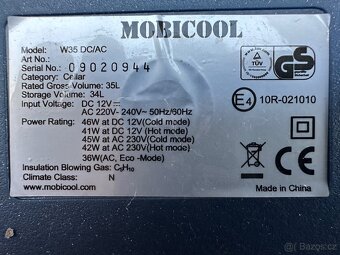 MOBICOOL
Model: W35 DC/AC
Art No.:
Serial No.: 09020944
Category: Cellar
Rated Gross Volume: 35L
Storage Volume: 34L
Input Voltage: DC 12V
AC 220V- 240V~ 50Hz/60Hz
Power Rating: 46W at DC 12V(Cold mode)
41W at DC 12V(Hot mode)
45W at AC 230V(Cold mode)
42W at AC 230V(Hot mode)
36W(AC, Eco -Mode)
Insulation Blowing Gas: C5H10
Climate Class: N
www.mobicool.com
TÜV
GS
E4 10R-021010
CE
Made in China
bazos.cz